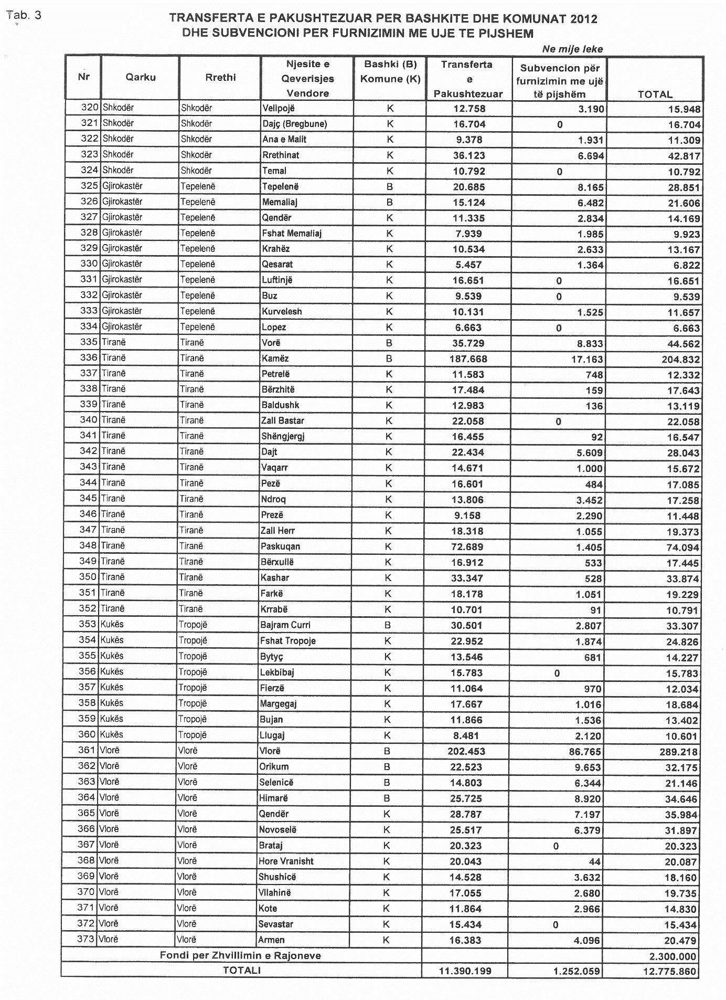 Tab. 3
TRANSFERTA E PAKUSHTEZUAR PER BASHKITE DHE KOMUNAT 2012
DHE SUBVENCIONI PER FURNIZIMIN ME UJE TE PIJSHEM
Ne mije leke
Nr Qarku Rrethi Njesite e Qeverisjes Vendore Bashki (B) Komune (K) Transferta e Pakushtezuar Subvencion për furnizimin me ujë të pijshëm TOTAL
320 Shkodër Shkodër Velipojë K 12.758 3.190 15.948
321 Shkodër Shkodër Dajç (Bregbune) K 16.704 0 16.704
322 Shkodër Shkodër Ana e Malit K 9.378 1.931 11.309
323 Shkodër Shkodër Rrethinat K 36.123 6.694 42.817
324 Shkodër Shkodër Temal K 10.792 0 10.792
325 Gjirokastër Tepelenë Tepelenë B 20.685 8.165 28.851
326 Gjirokastër Tepelenë Memaliaj B 15.124 6.482 21.606
327 Gjirokastër Tepelenë Qendër K 11.335 2.834 14.169
328 Gjirokastër Tepelenë Fshat Memaliaj K 7.939 1.985 9.923
329 Gjirokastër Tepelenë Krahëz K 10.534 2.633 13.167
330 Gjirokastër Tepelenë Qesarat K 5.457 1.364 6.822
331 Gjirokastër Tepelenë Luftinjë K 16.651 0 16.651
332 Gjirokastër Tepelenë Buz K 9.539 0 9.539
333 Gjirokastër Tepelenë Kurvelesh K 10.131 1.525 11.657
334 Gjirokastër Tepelenë Lopez K 6.663 0 6.663
335 Tiranë Tiranë Vorë B 35.729 8.833 44.562
336 Tiranë Tiranë Kamëz B 187.668 17.163 204.832
337 Tiranë Tiranë Petrelë K 11.583 748 12.332
338 Tiranë Tiranë Bërzhitë K 17.484 159 17.643
339 Tiranë Tiranë Baldushk K 12.983 136 13.119
340 Tiranë Tiranë Zall Bastar K 22.058 0 22.058
341 Tiranë Tiranë Shëngjergj K 16.455 92 16.547
342 Tiranë Tiranë Dajt K 22.434 5.609 28.043
343 Tiranë Tiranë Vaqarr K 14.671 1.000 15.672
344 Tiranë Tiranë Pezë K 16.601 484 17.085
345 Tiranë Tiranë Ndroq K 13.806 3.452 17.258
346 Tiranë Tiranë Prezë K 9.158 2.290 11.448
347 Tiranë Tiranë Zall Herr K 18.318 1.055 19.373
348 Tiranë Tiranë Paskuqan K 72.689 1.405 74.094
349 Tiranë Tiranë Bërxullë K 16.912 533 17.445
350 Tiranë Tiranë Kashar K 33.347 528 33.874
351 Tiranë Tiranë Farkë K 18.178 1.051 19.229
352 Tiranë Tiranë Krrabë K 10.701 91 10.791
353 Kukës Tropojë Bajram Curri B 30.501 2.807 33.307
354 Kukës Tropojë Fshat Tropoje K 22.952 1.874 24.826
355 Kukës Tropojë Bytyç K 13.546 681 14.227
356 Kukës Tropojë Lekbibaj K 15.783 0 15.783
357 Kukës Tropojë Fierzë K 11.064 970 12.034
358 Kukës Tropojë Margegaj K 17.667 1.016 18.684
359 Kukës Tropojë Bujan K 11.866 1.536 13.402
360 Kukës Tropojë Llugaj K 8.481 2.120 10.601
361 Vlorë Vlorë Vlorë B 202.453 86.765 289.218
362 Vlorë Vlorë Orikum B 22.523 9.653 32.175
363 Vlorë Vlorë Selenicë B 14.803 6.344 21.146
364 Vlorë Vlorë Himarë B 25.725 8.920 34.646
365 Vlorë Vlorë Qendër K 28.787 7.197 35.984
366 Vlorë Vlorë Novoselë K 25.517 6.379 31.897
367 Vlorë Vlorë Brataj K 20.323 0 20.323
368 Vlorë Vlorë Hore Vranisht K 20.043 44 20.087
369 Vlorë Vlorë Shushicë K 14.528 3.632 18.160
370 Vlorë Vlorë Vllahinë K 17.055 2.680 19.735
371 Vlorë Vlorë Kote K 11.864 2.966 14.830
372 Vlorë Vlorë Sevastar K 15.434 0 15.434
373 Vlorë Vlorë Armen K 16.383 4.096 20.479
Fondi per Zhvillimin e Rajoneve 2.300.000
TOTALI 11.390.199 1.252.059 12.775.860